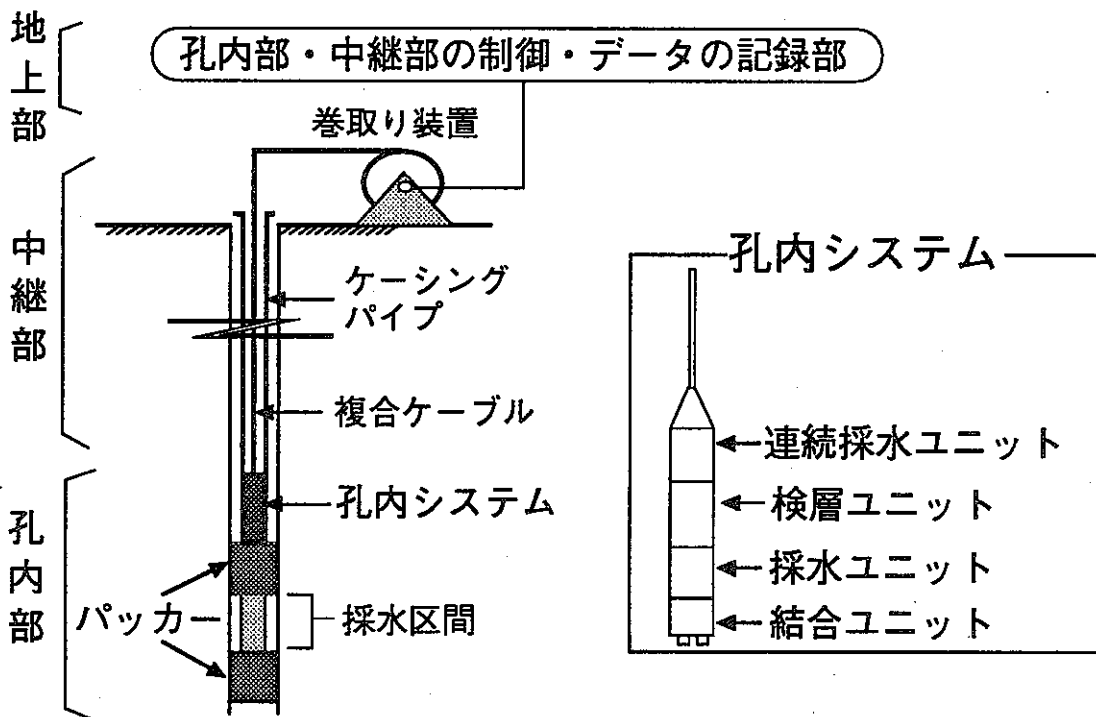 地上部
孔内部・中継部の制御・データの記録部
巻取り装置
中継部
ケーシング
パイプ
複合ケーブル
孔内部
孔内システム
パッカ
採水区間
孔内システム
連続採水ユニット
検層ユニット
採水ユニット
結合ユニット